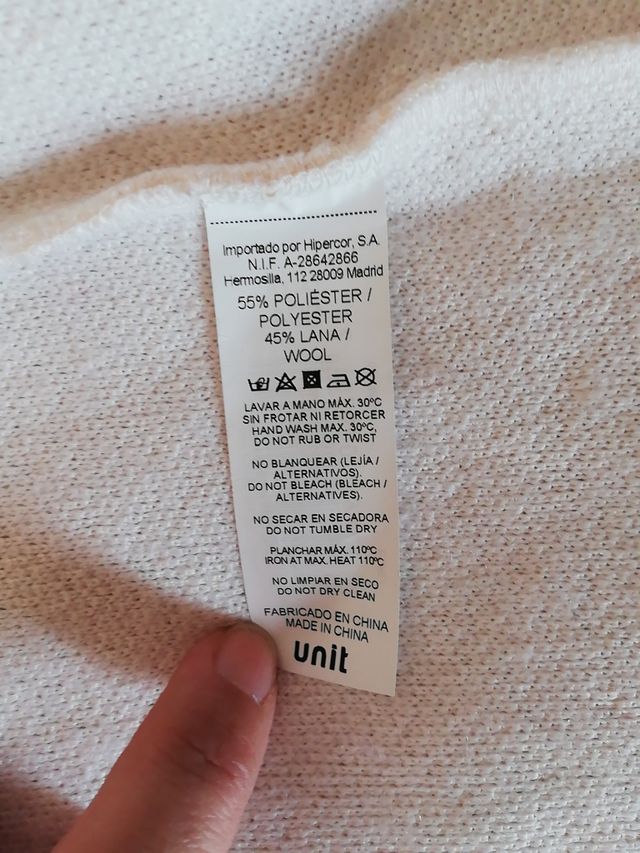 Importado por Hipercor, S.A.
N.I.F. A-28642866
Hermosilla, 112 28009 Madrid
55% POLIÉSTER /
POLYESTER
45% LANA /
WOOL
LAVAR A MANO MÁX. 30ºC
SIN FROTAR NI RETORCER
HAND WASH MAX. 30ºC,
DO NOT RUB OR TWIST
NO BLANQUEAR (LEJÍA /
ALTERNATIVOS).
DO NOT BLEACH (BLEACH /
ALTERNATIVES).
NO SECAR EN SECADORA
DO NOT TUMBLE DRY
PLANCHAR MÁX. 110ºC
IRON AT MAX. HEAT 110ºC
NO LIMPIAR EN SECO
DO NOT DRY CLEAN
FABRICADO EN CHINA
MADE IN CHINA
unit